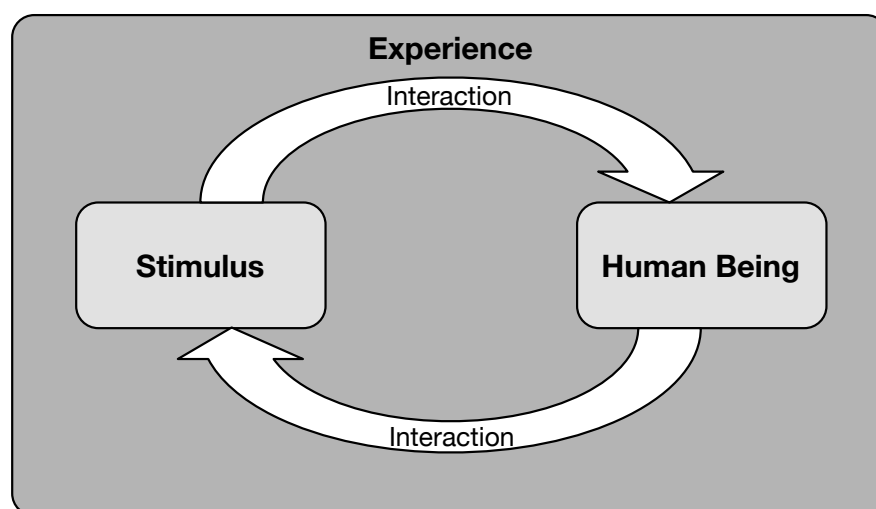 Experience
Interaction
Stimulus
Human Being
Interaction